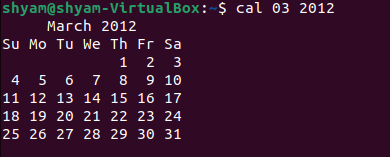 shyam@shyam-VirtualBox:~$ cal 03 2012
     March 2012
Su Mo Tu We Th Fr Sa
             1  2  3
 4  5  6  7  8  9 10
11 12 13 14 15 16 17
18 19 20 21 22 23 24
25 26 27 28 29 30 31